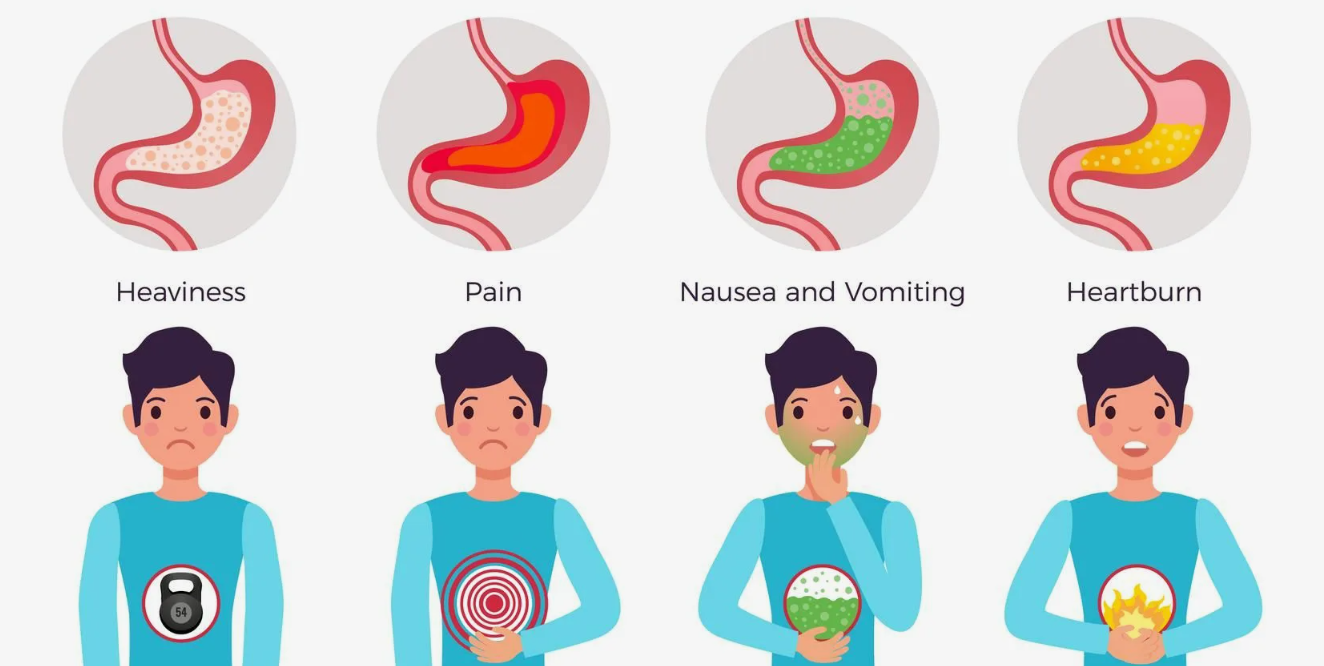 Heaviness
Pain
Nausea and Vomiting
Heartburn
54